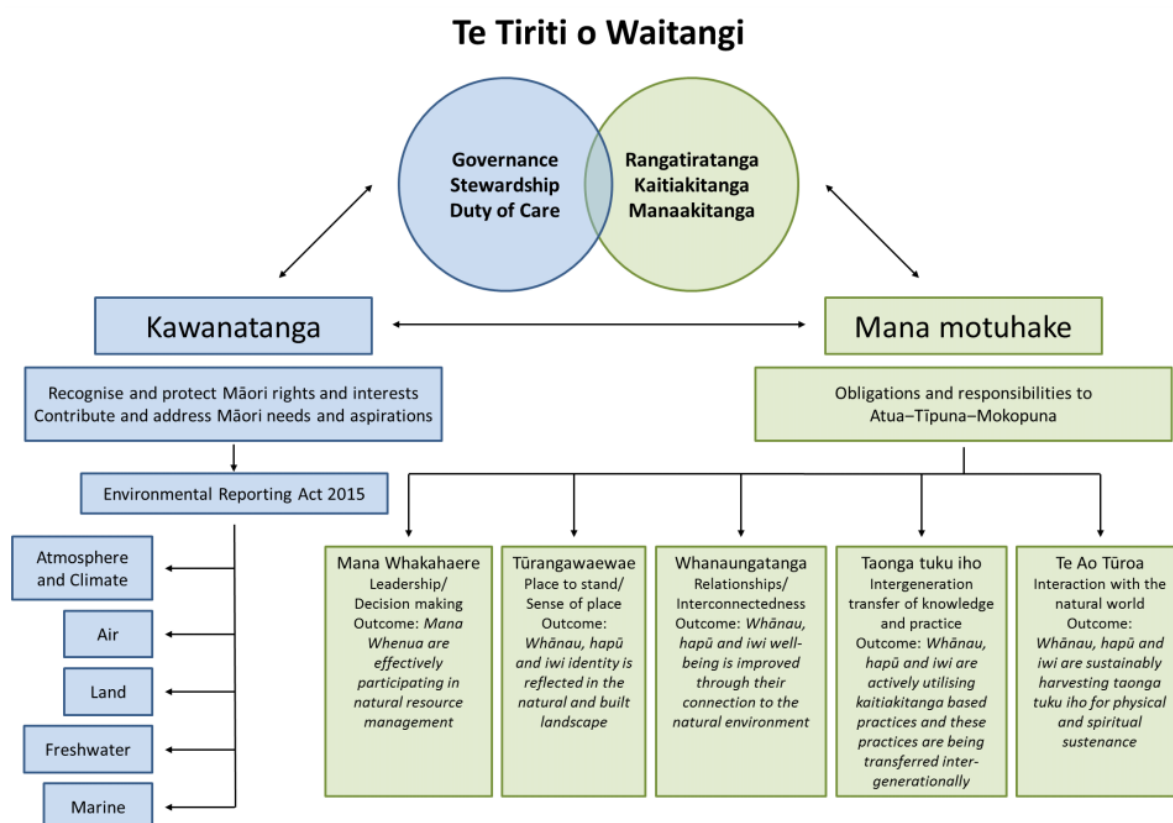 Te Tiriti o Waitangi
Governance
Stewardship
Duty of Care
Rangatiratanga
Kaitiakitanga
Manaakitanga
Kawanatanga
Mana motuhake
Recognise and protect Māori rights and interests
Contribute and address Māori needs and aspirations
Obligations and responsibilities to
Atua–Tīpuna–Mokopuna
Environmental Reporting Act 2015
Atmosphere
and Climate
Air
Land
Freshwater
Marine
Mana Whakahaere
Leadership/
Decision making
Outcome: Mana
Whenua are
effectively
participating in
natural resource
management
Tūrangawaewae
Place to stand/
Sense of place
Outcome:
Whānau, hapū
and iwi identity is
reflected in the
natural and built
landscape
Whanaungatanga
Relationships/
Interconnectedness
Outcome: Whānau,
hapū and iwi well-
being is improved
through their
connection to the
natural environment
Taonga tuku iho
Intergeneration
transfer of knowledge
and practice
Outcome: Whānau,
hapū and iwi are
actively utilising
kaitiakitanga based
practices and these
practices are being
transferred inter-
generationally
Te Ao Tūroa
Interaction with the
natural world
Outcome:
Whānau, hapū and
iwi are sustainably
harvesting taonga
tuku iho for physical
and spiritual
sustenance